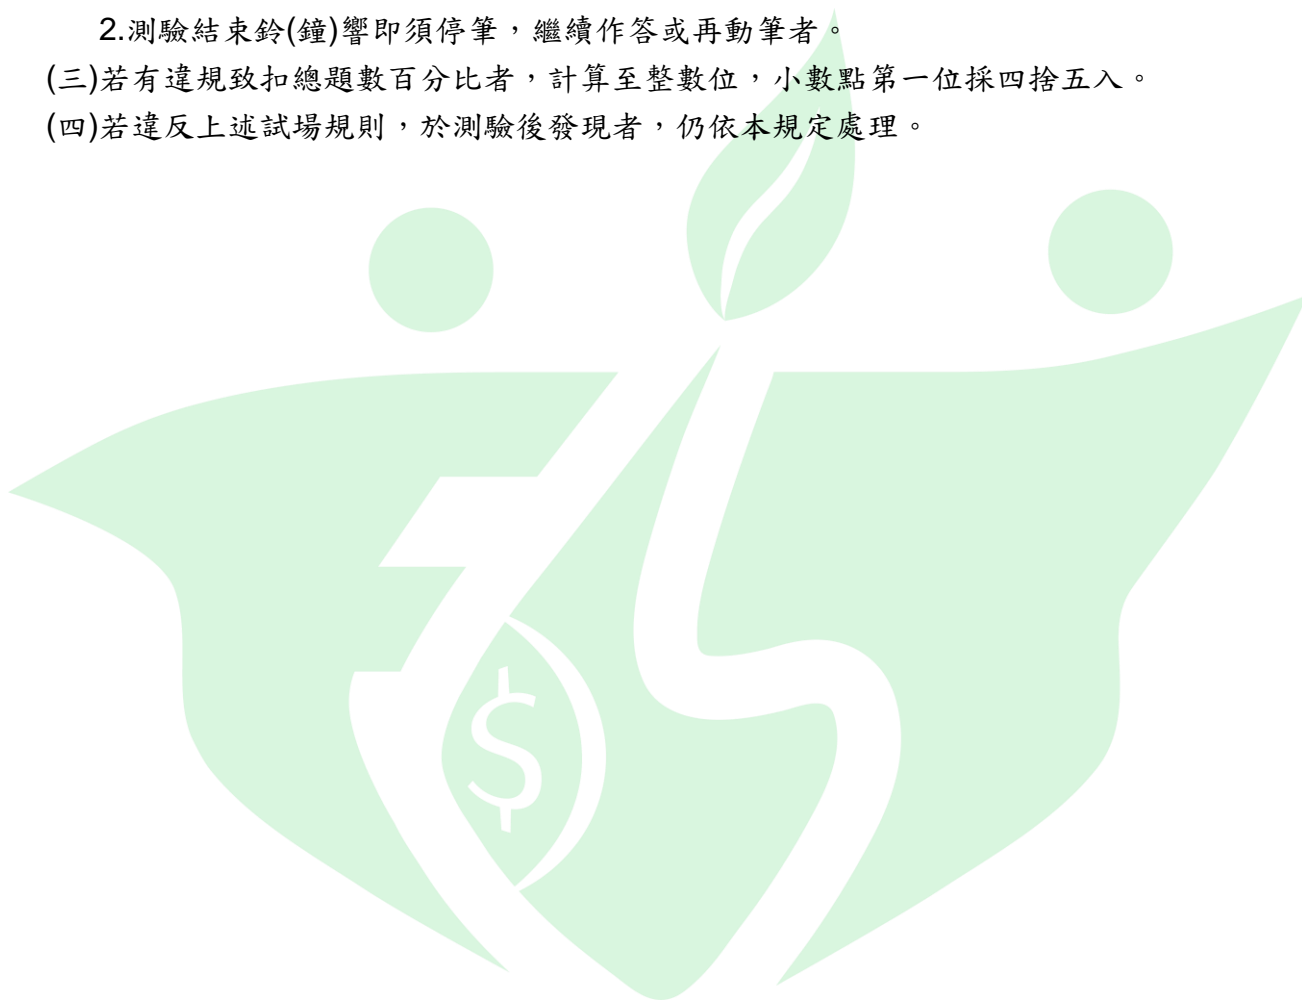 2.測驗結束鈴(鐘)響即須停筆，繼續作答或再動筆者。
(三)若有違規致扣總題數百分比者，計算至整數位，小數點第一位採四捨五入。
(四)若違反上述試場規則，於測驗後發現者，仍依本規定處理。
$